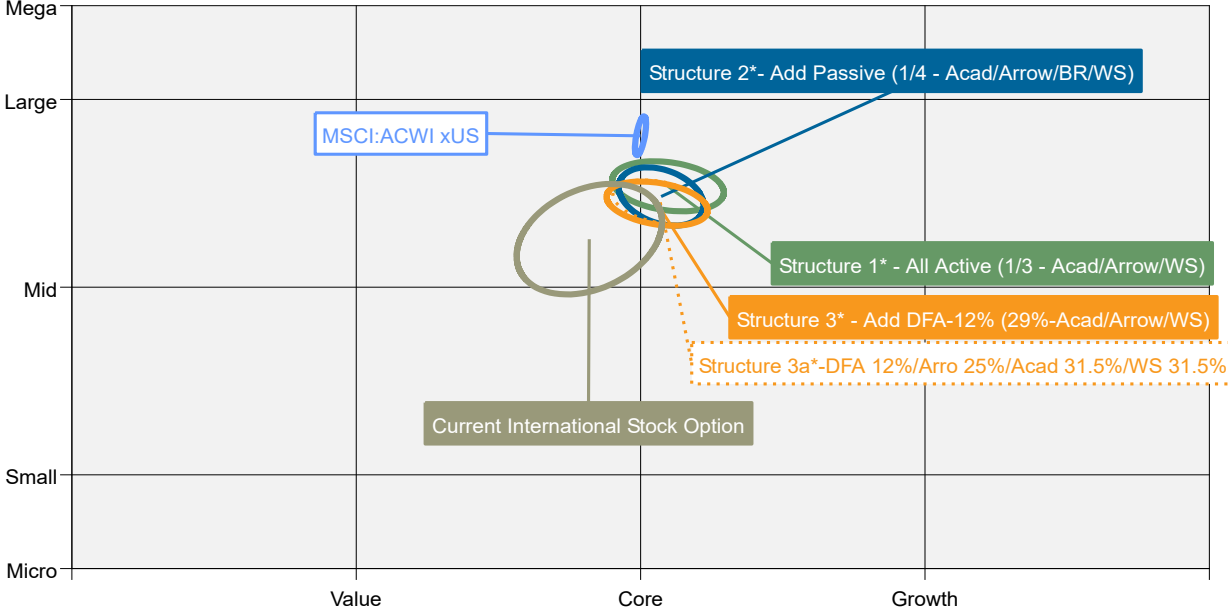 Mega
Structure 2*- Add Passive (1/4 - Acad/Arrow/BR/WS)
Large
MSCI:ACWI xUS
Structure 1* - All Active (1/3 - Acad/Arrow/WS)
Mid
Structure 3* - Add DFA-12% (29%-Acad/Arrow/WS)
Structure 3a*-DFA 12%/Arro 25%/Acad 31.5%/WS 31.5%
Current International Stock Option
Small
Micro
Value
Core
Growth